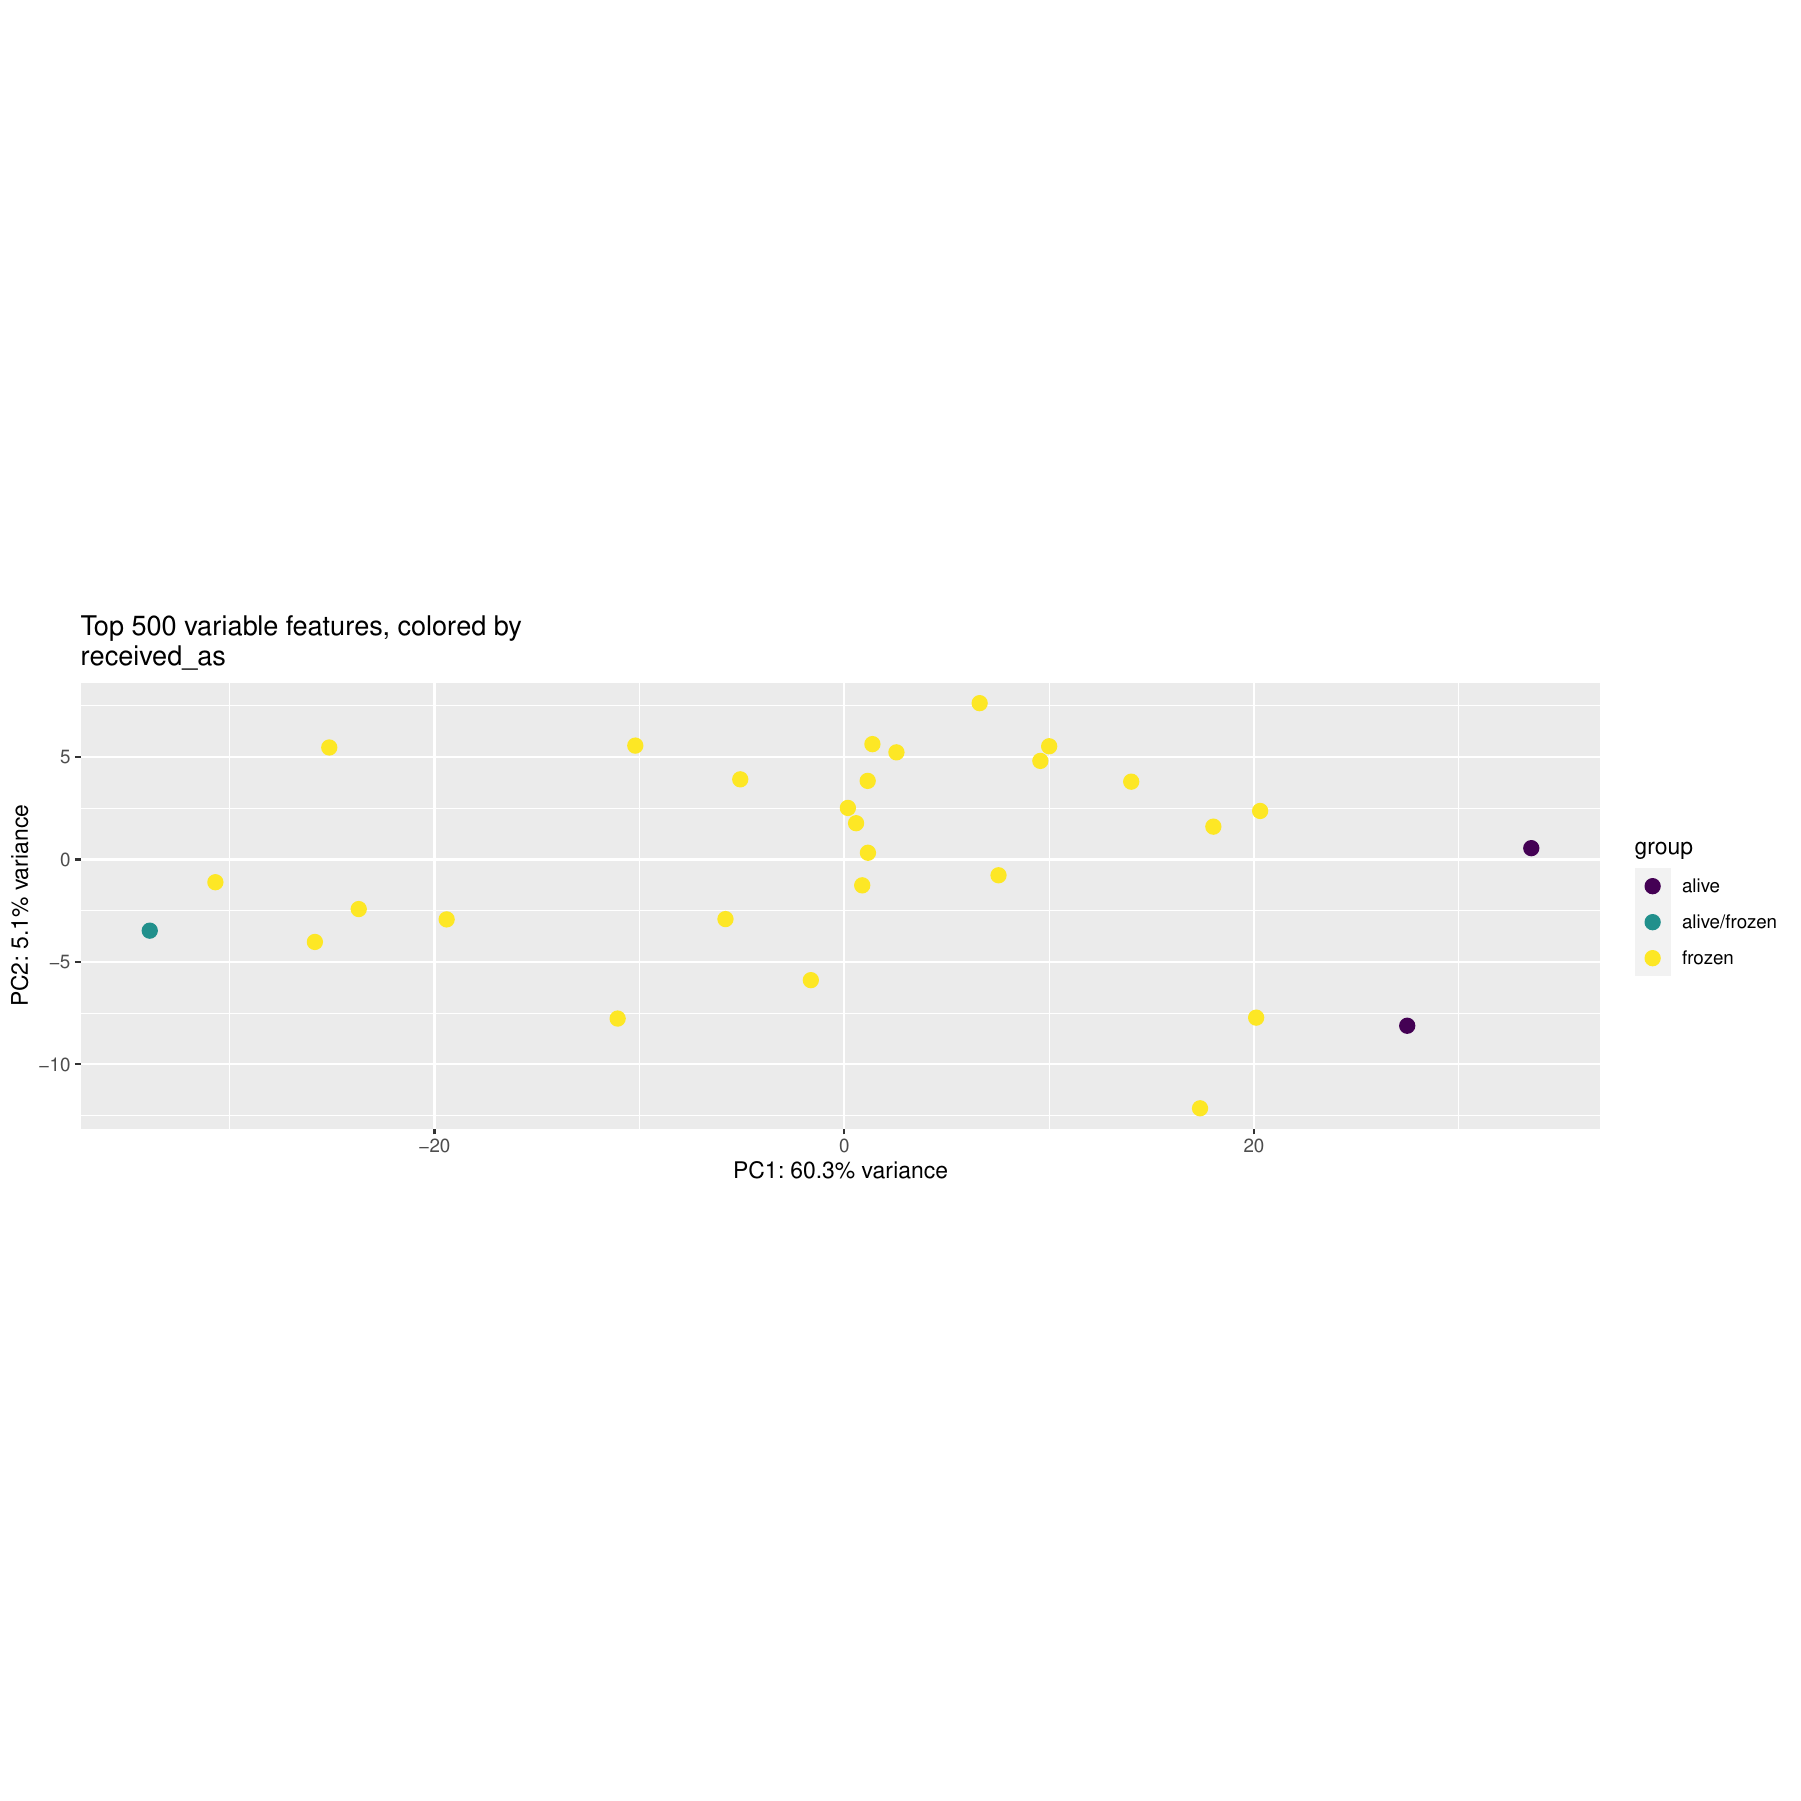 Top 500 variable features, colored by
received_as
5
0
−5
−10
PC2: 5.1% variance
−20
0
20
PC1: 60.3% variance
group
alive
alive/frozen
frozen